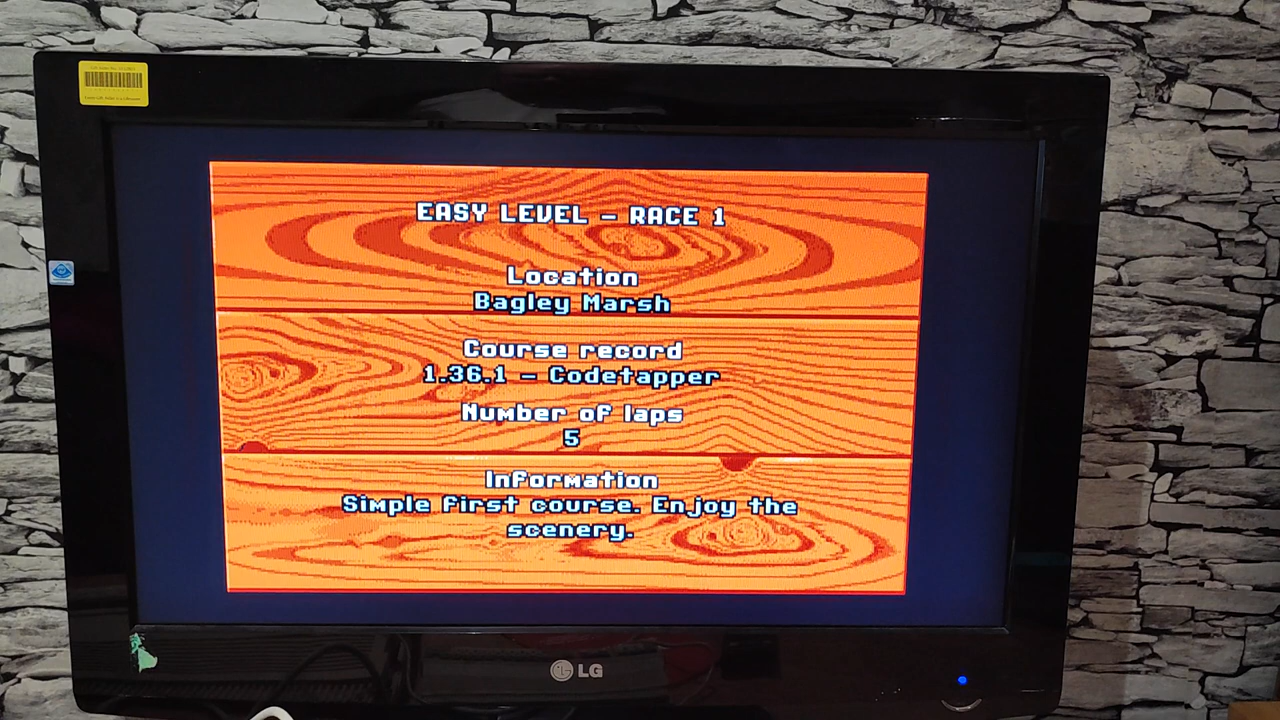 EASY LEVEL - RACE 1
Location
Bagley Marsh
Course record
1.36.1 - Codetapper
Number of laps
5
Information
Simple first course. Enjoy the
scenery.
LG